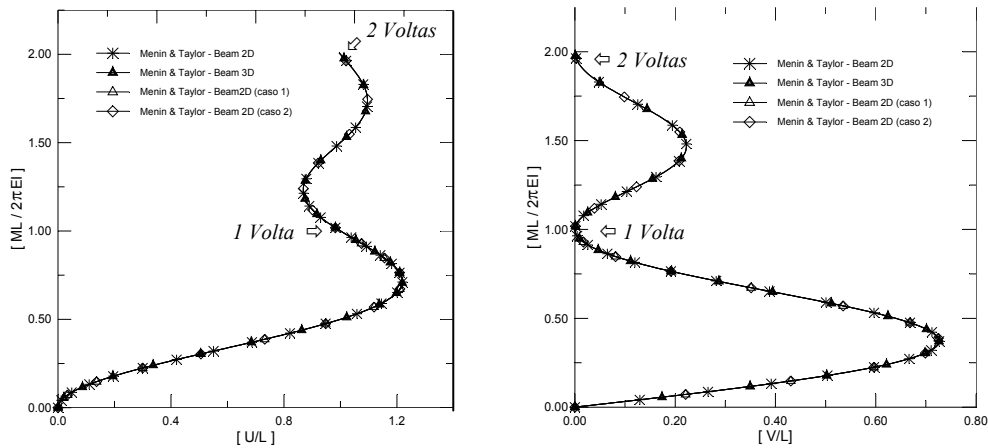 2 Voltas
2.00
Menin & Taylor - Beam 2D
Menin & Taylor - Beam 3D
Menin & Taylor - Beam2D (caso 1)
Menin & Taylor - Beam 2D (caso 2)
1.50
[ ML / 2πEI ]
1.00
1 Volta
0.50
0.00
0.0
0.4
0.8
1.2
[ U/L ]
2.00
2 Voltas
Menin & Taylor - Beam 2D
Menin & Taylor - Beam 3D
Menin & Taylor - Beam 2D (caso 1)
Menin & Taylor - Beam 2D (caso 2)
1.50
[ ML / 2πEI ]
1.00
1 Volta
0.50
0.00
0.00
0.20
0.40
0.60
0.80
[ V/L ]